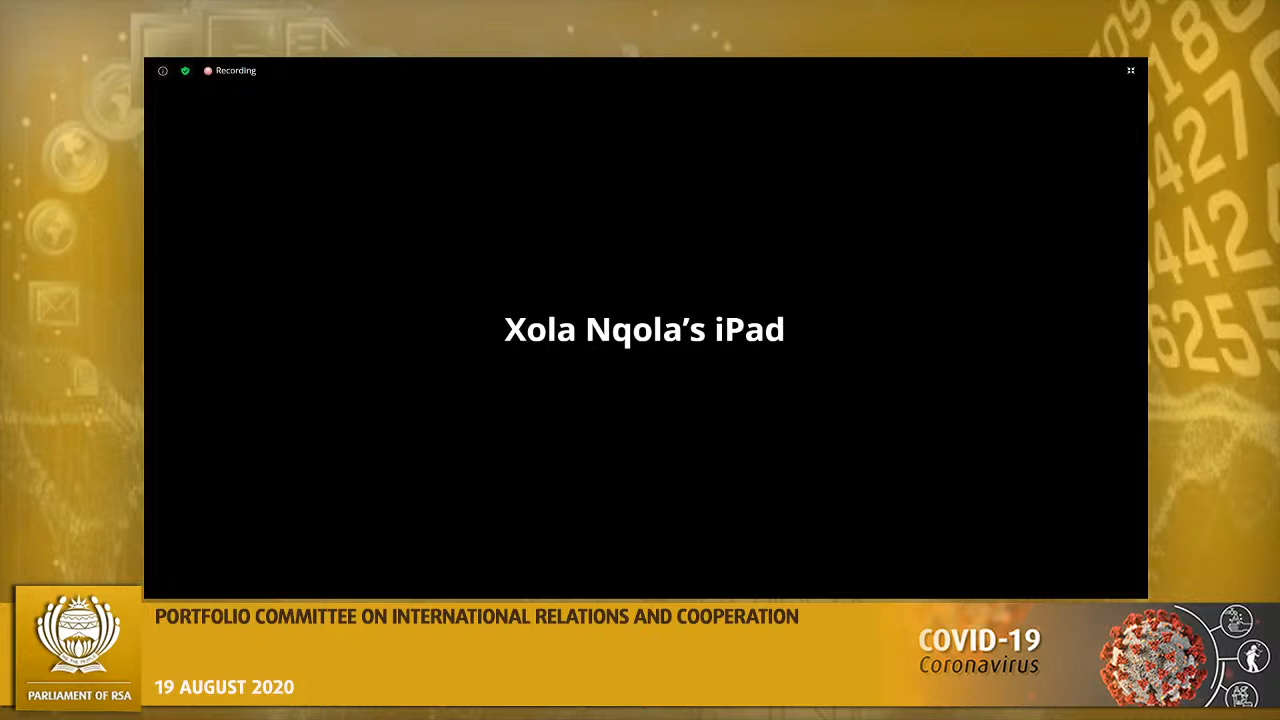 Recording
Xola Nqola’s iPad
PORTFOLIO COMMITTEE ON INTERNATIONAL RELATIONS AND COOPERATION
COVID-19
Coronavirus
PARLIAMENT OF RSA
19 AUGUST 2020